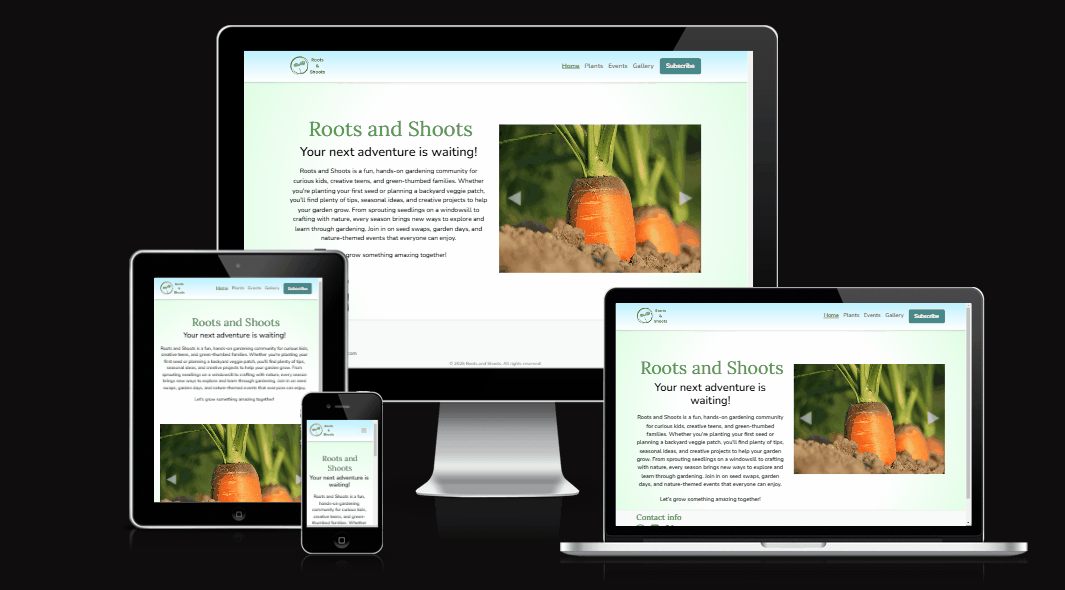 Roots
&
Shoots
Home Plants Events Gallery Subscribe
Roots and Shoots
Your next adventure is waiting!
Roots and Shoots is a fun, hands-on gardening community for
curious kids, creative teens, and green-thumbed families. Whether
you're planting your first seed or planning a backyard veggie patch,
you'll find plenty of tips, seasonal ideas, and creative projects to help
your garden grow. From sprouting seedlings on a windowsill to
crafting with nature, every season brings new ways to explore and
learn through gardening. Join in on seed swaps, garden days, and
nature-themed events that everyone can enjoy.
grow something amazing together!
.com
© 2025 Roots and Shoots. All rights reserved.
Roots
&
Shoots
Home Plants Events Gallery Subscribe
Roots and Shoots
Your next adventure is waiting!
Roots and Shoots is a fun, hands-on gardening community for curious kids,
creative teens, and green-thumbed families. Whether you're planting your
first seed or planning a backyard veggie patch, you'll find plenty of tips,
seasonal ideas, and creative projects to help your garden grow. From
sprouting seedlings on a windowsill to crafting with nature, every season
brings new ways to explore and learn through gardening. Join in on seed
swaps, garden days, and nature-themed events that everyone can enjoy.
Let's grow something amazing together!
Roots
&
Shoots
Roots and
Shoots
Your next adventure is
waiting!
Roots and Shoots is a fun,
hands-on gardening
community for curious kids,
creative teens, and green-
thumbed families. Whether
Roots
&
Shoots
Home Plants Events Gallery Subscribe
Roots and Shoots
Your next adventure is
waiting!
Roots and Shoots is a fun, hands-on gardening community
for curious kids, creative teens, and green-thumbed
families. Whether you're planting your first seed or
planning a backyard veggie patch, you'll find plenty of tips,
seasonal ideas, and creative projects to help your garden
grow. From sprouting seedlings on a windowsill to crafting
with nature, every season brings new ways to explore and
learn through gardening. Join in on seed swaps, garden
days, and nature-themed events that everyone can enjoy.
Let's grow something amazing together!
Contact info